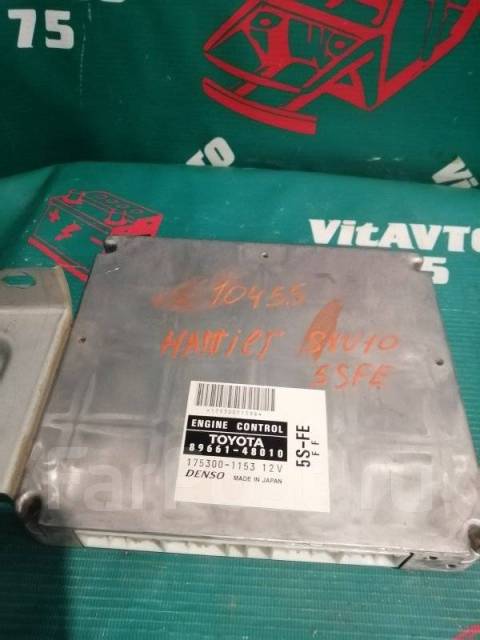 VitAVTO
75
VitAVTO
75
10455
HARRIER SXU10
5SFE
ENGINE CONTROL
TOYOTA
89661-48010
175300-1153 12V
DENSO MADE IN JAPAN
5S-FE
FF